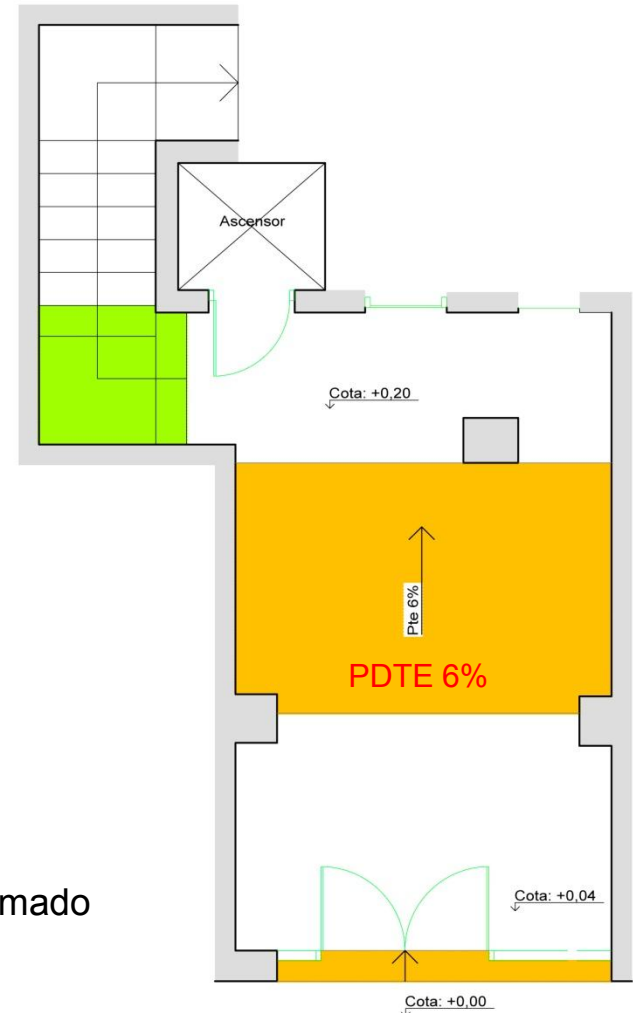 Ascensor
Cota: +0,20
Pte 6%
PDTE 6%
mado
Cota: +0,04
Cota: +0,00